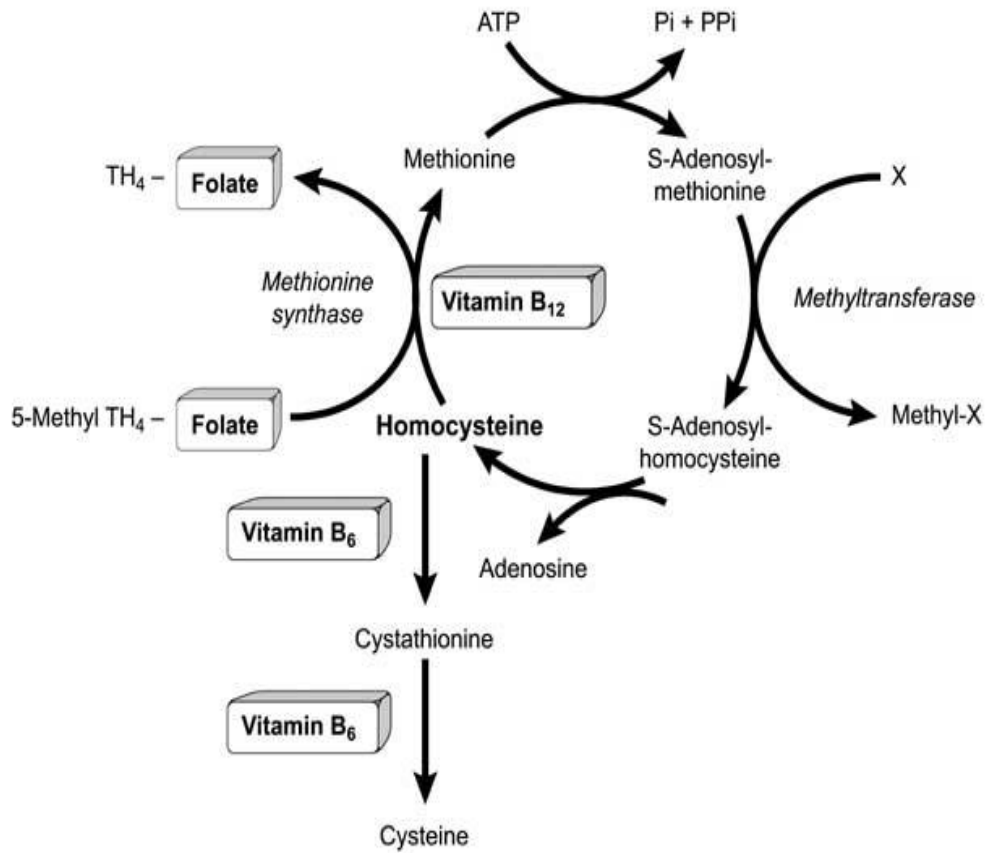 ATP
Pi + PPi
Methionine
S-Adenosyl-
methionine
X
TH₄ – Folate
Methionine
synthase
Vitamin B₁₂
Methyltransferase
5-Methyl TH₄ – Folate
Homocysteine
S-Adenosyl-
homocysteine
Methyl-X
Vitamin B₆
Adenosine
Cystathionine
Vitamin B₆
Cysteine